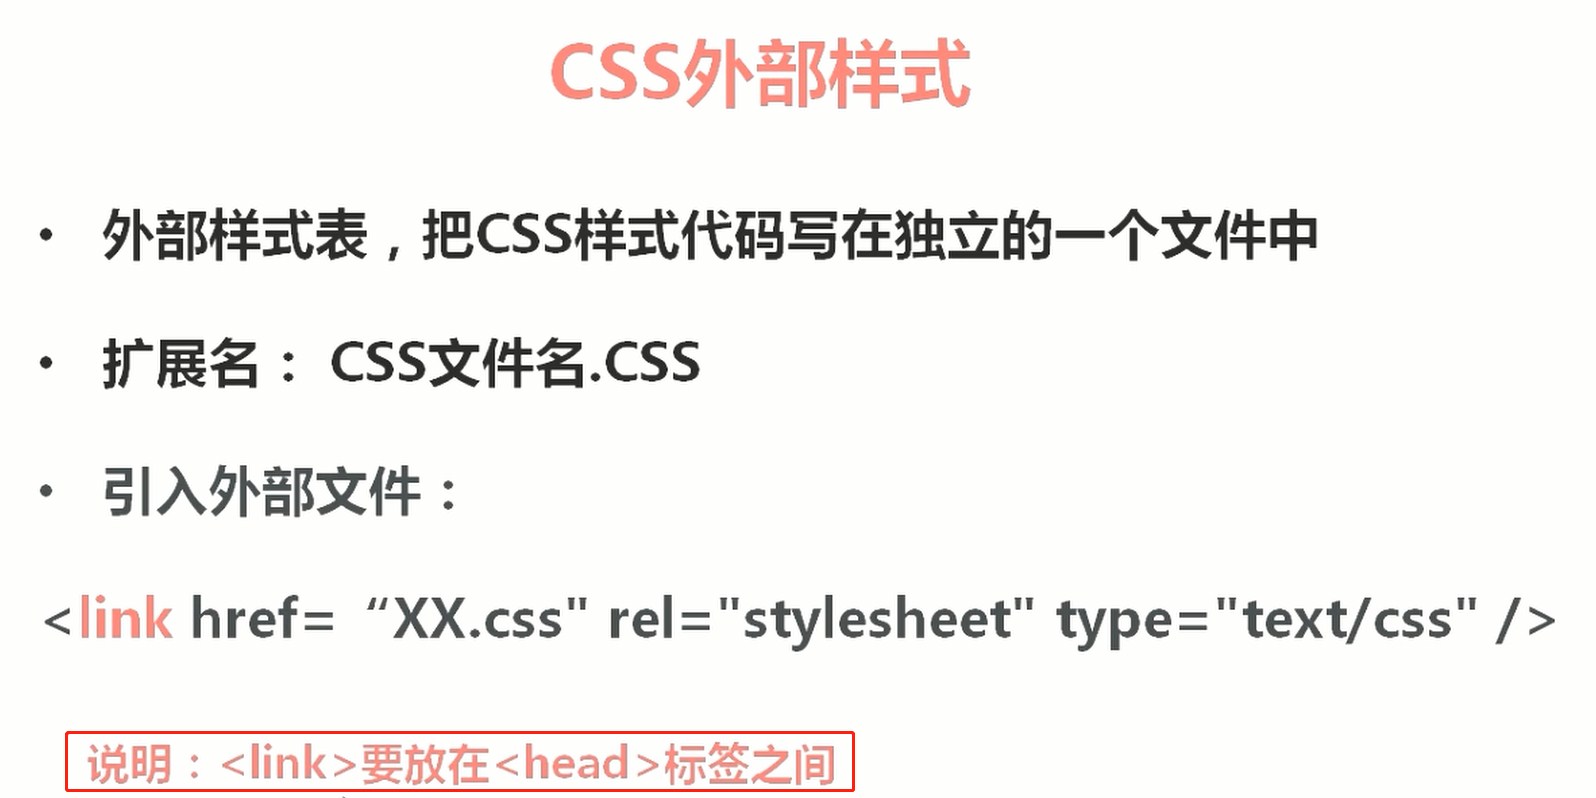 CSS外部样式
• 外部样式表，把CSS样式代码写在独立的一个文件中
• 扩展名： CSS文件名.CSS
• 引入外部文件：
<link href= “XX.css" rel="stylesheet" type="text/css" />
说明：<link>要放在<head>标签之间